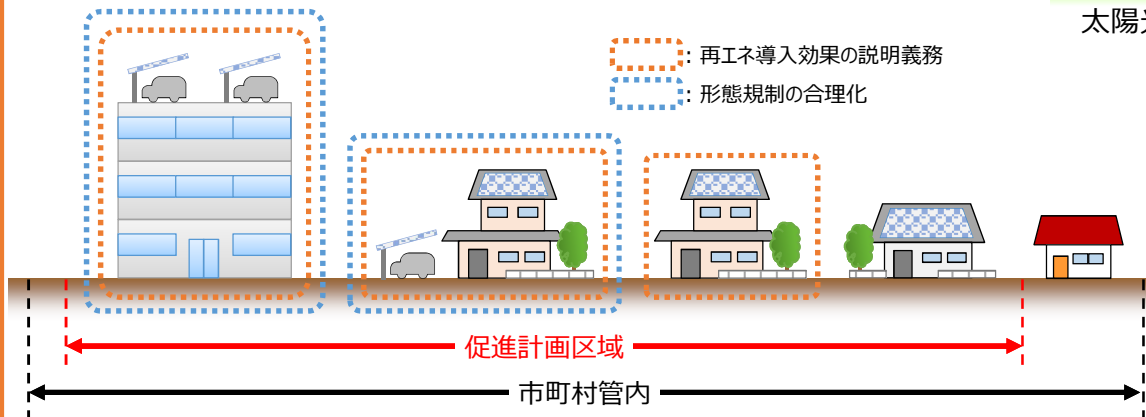 太陽
: 再エネ導入効果の説明義務
: 形態規制の合理化
促進計画区域
市町村管内